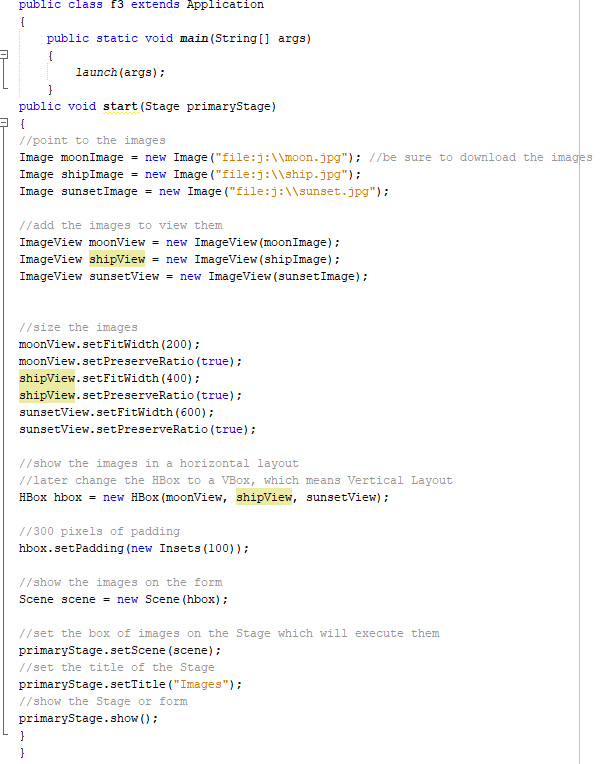 public class f3 extends Application
{
public static void main(String[] args)
{
launch(args);
}
public void start(Stage primaryStage)
{
//point to the images
Image moonImage = new Image("file:j:\\moon.jpg"); //be sure to download the images
Image shipImage = new Image("file:j:\\ship.jpg");
Image sunsetImage = new Image("file:j:\\sunset.jpg");
//add the images to view them
ImageView moonView = new ImageView(moonImage);
ImageView shipView = new ImageView(shipImage);
ImageView sunsetView = new ImageView(sunsetImage);
//size the images
moonView.setFitWidth(200);
moonView.setPreserveRatio(true);
shipView.setFitWidth(400);
shipView.setPreserveRatio(true);
sunsetView.setFitWidth(600);
sunsetView.setPreserveRatio(true);
//show the images in a horizontal layout
//later change the HBox to a VBox, which means Vertical Layout
HBox hbox = new HBox(moonView, shipView, sunsetView);
//300 pixels of padding
hbox.setPadding(new Insets(100));
//show the images on the form
Scene scene = new Scene(hbox);
//set the box of images on the Stage which will execute them
primaryStage.setScene(scene);
//set the title of the Stage
primaryStage.setTitle("Images");
//show the Stage or form
primaryStage.show();
}
}